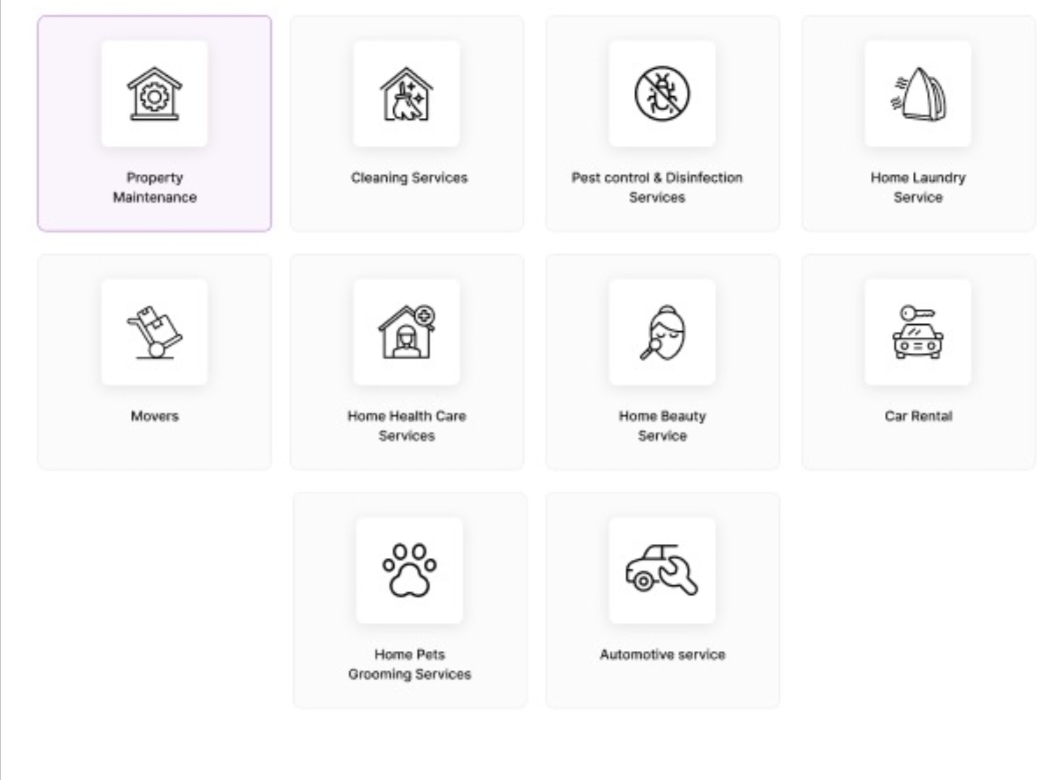 Property
Maintenance
Cleaning Services
Pest control & Disinfection
Services
Home Laundry
Service
Movers
Home Health Care
Services
Home Beauty
Service
Car Rental
Home Pets
Grooming Services
Automotive service